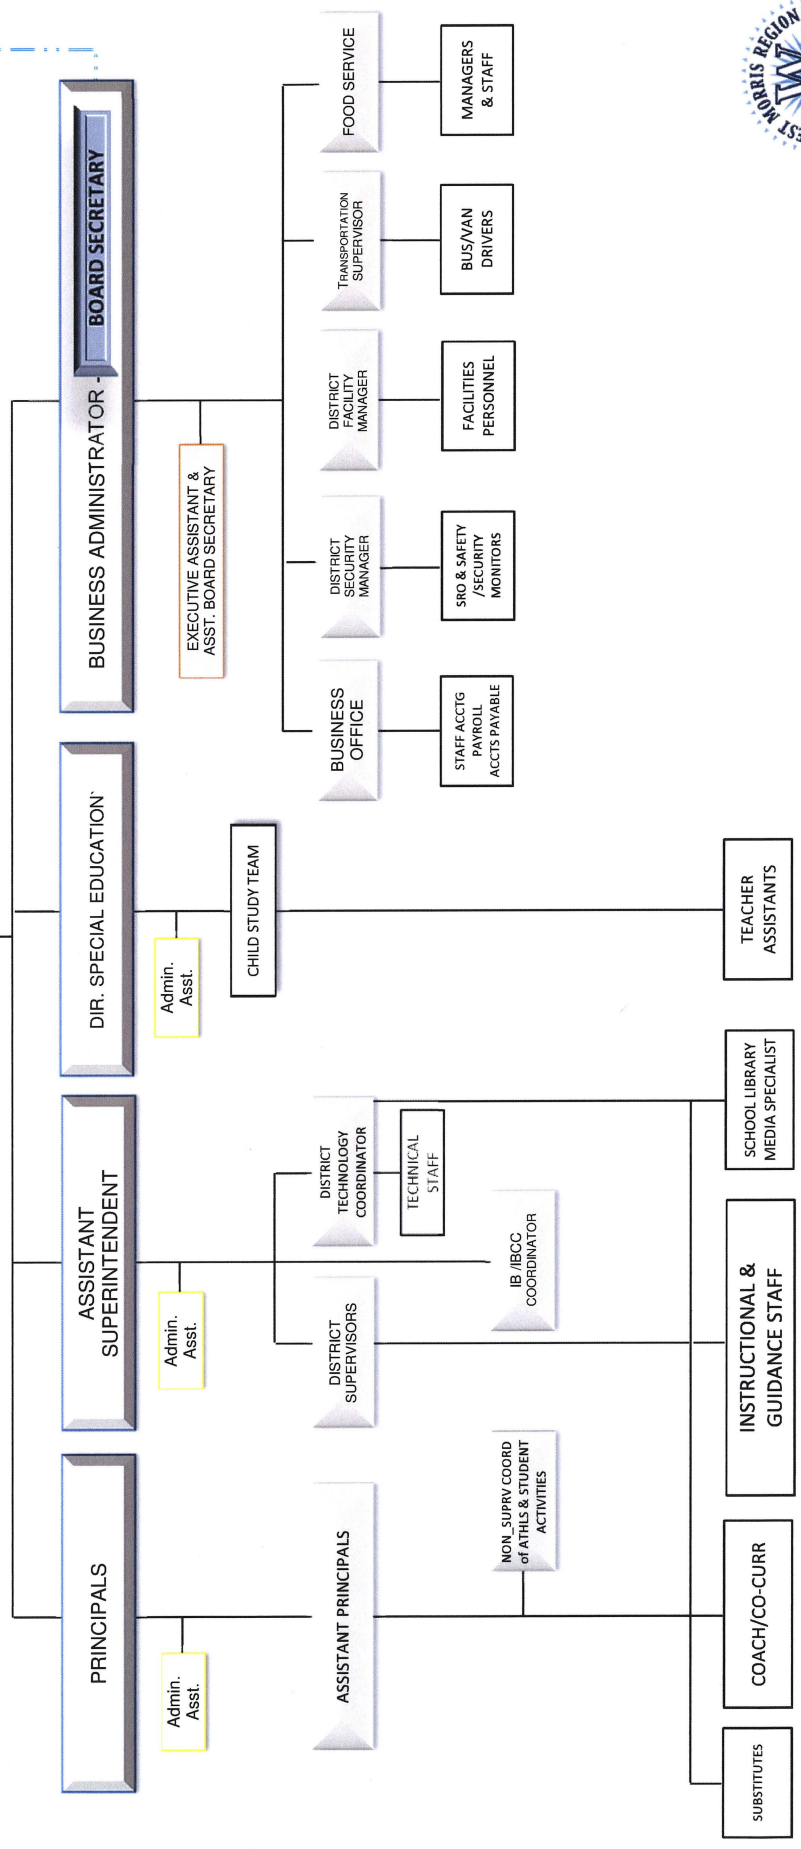 PRINCIPALS
ASSISTANT
SUPERINTENDENT
DIR. SPECIAL EDUCATION`
BUSINESS ADMINISTRATOR -
BOARD SECRETARY
Admin.
Asst.
Admin.
Asst.
Admin.
Asst.
EXECUTIVE ASSISTANT &
ASST. BOARD SECRETARY
CHILD STUDY TEAM
ASSISTANT PRINCIPALS
DISTRICT
SUPERVISORS
DISTRICT
TECHNOLOGY
COORDINATOR
BUSINESS
OFFICE
DISTRICT
SECURITY
MANAGER
DISTRICT
FACILITY
MANAGER
TRANSPORTATION
SUPERVISOR
FOOD SERVICE
TECHNICAL
STAFF
STAFF ACCTG
PAYROLL
ACCTS PAYABLE
SRO & SAFETY
/SECURITY
MONITORS
FACILITIES
PERSONNEL
BUS/VAN
DRIVERS
MANAGERS
& STAFF
NON_SUPRV COORD
of ATHLS & STUDENT
ACTIVITIES
IB /IBCC
COORDINATOR
SUBSTITUTES
COACH/CO-CURR
INSTRUCTIONAL &
GUIDANCE STAFF
SCHOOL LIBRARY
MEDIA SPECIALIST
TEACHER
ASSISTANTS
EST MORRIS REGION
W